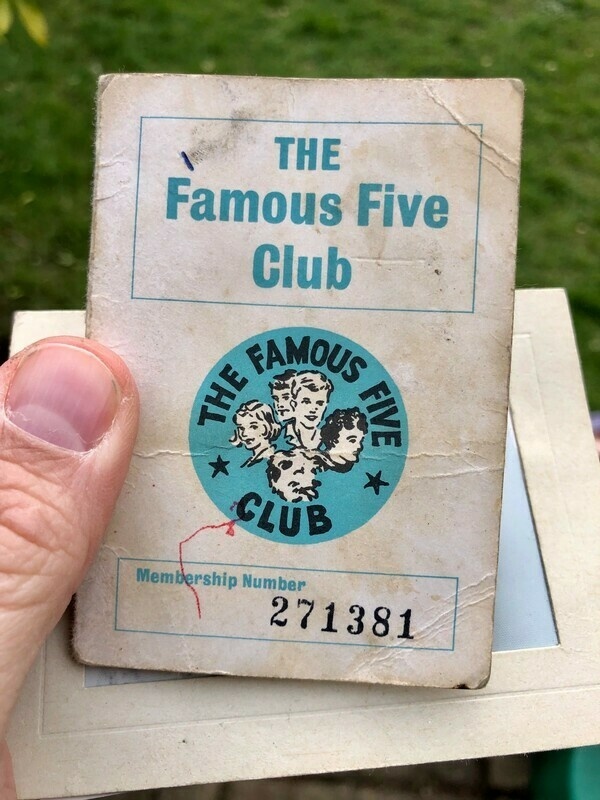 THE
Famous Five
Club
THE FAMOUS FIVE
CLUB
Membership Number
271381